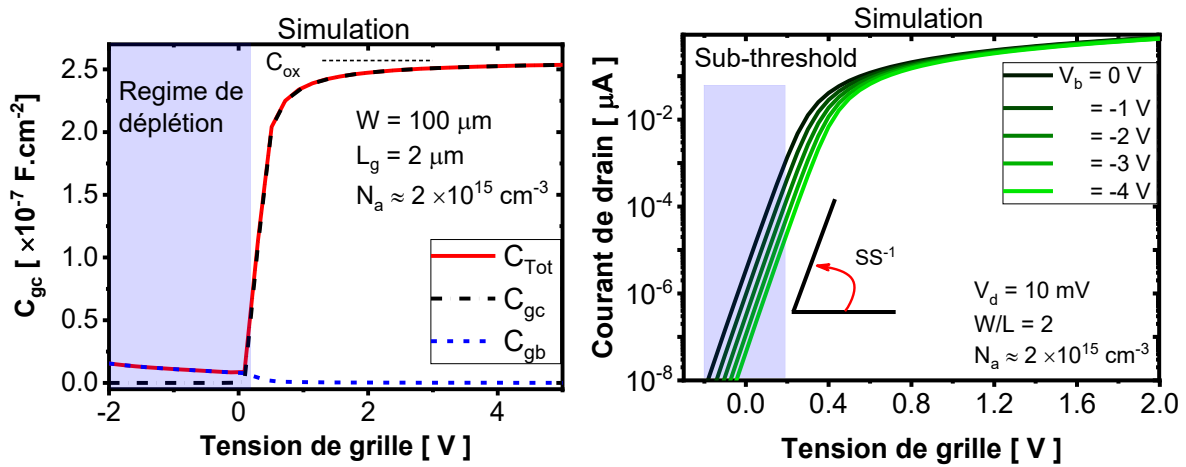 Simulation
C_gc [ ×10^-7 F.cm^-2 ]
2.5
2.0
1.5
1.0
0.5
0.0
C_ox
Regime de
déplétion
W = 100 μm
L_g = 2 μm
N_a ≈ 2 ×10^15 cm^-3
C_Tot
C_gc
C_gb
-2
0
2
4
Tension de grille [ V ]
Simulation
Courant de drain [ μA ]
10^-2
10^-4
10^-6
10^-8
Sub-threshold
V_b = 0 V
= -1 V
= -2 V
= -3 V
= -4 V
SS^-1
V_d = 10 mV
W/L = 2
N_a ≈ 2 ×10^15 cm^-3
0.0
0.4
0.8
1.2
1.6
2.0
Tension de grille [ V ]